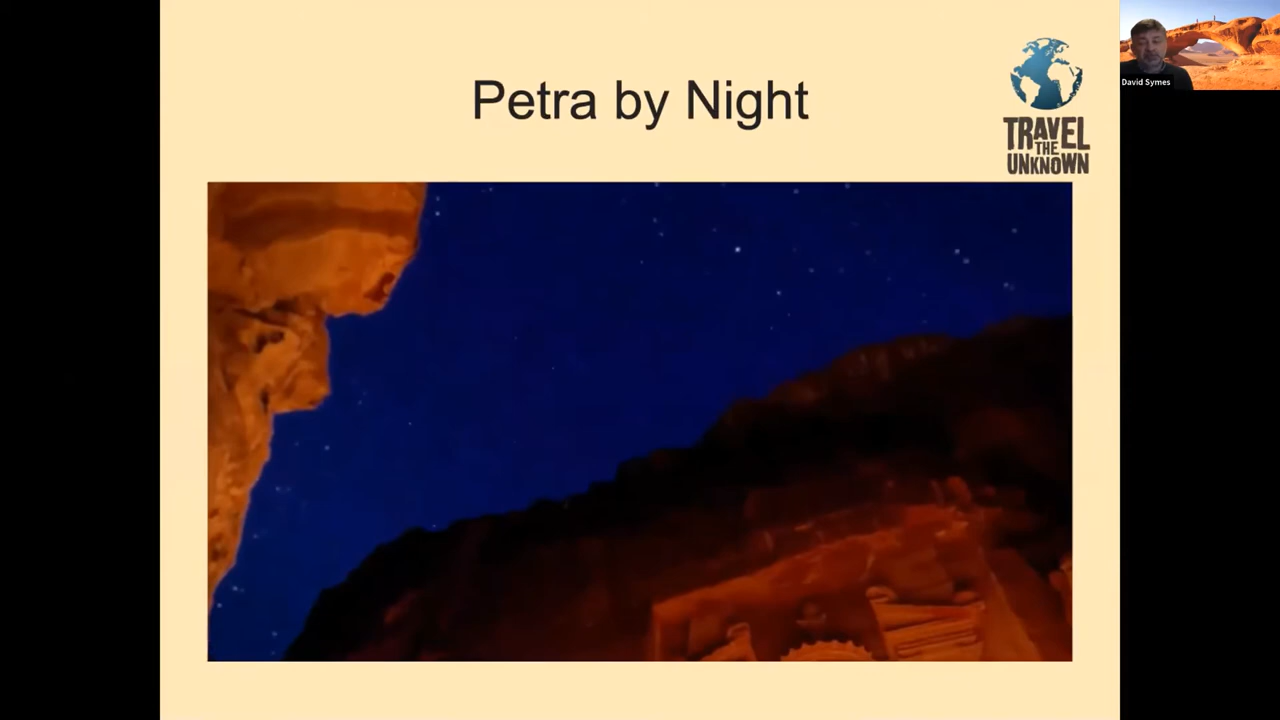 Petra by Night
TRAVEL
THE
UNKNOWN
David Symes